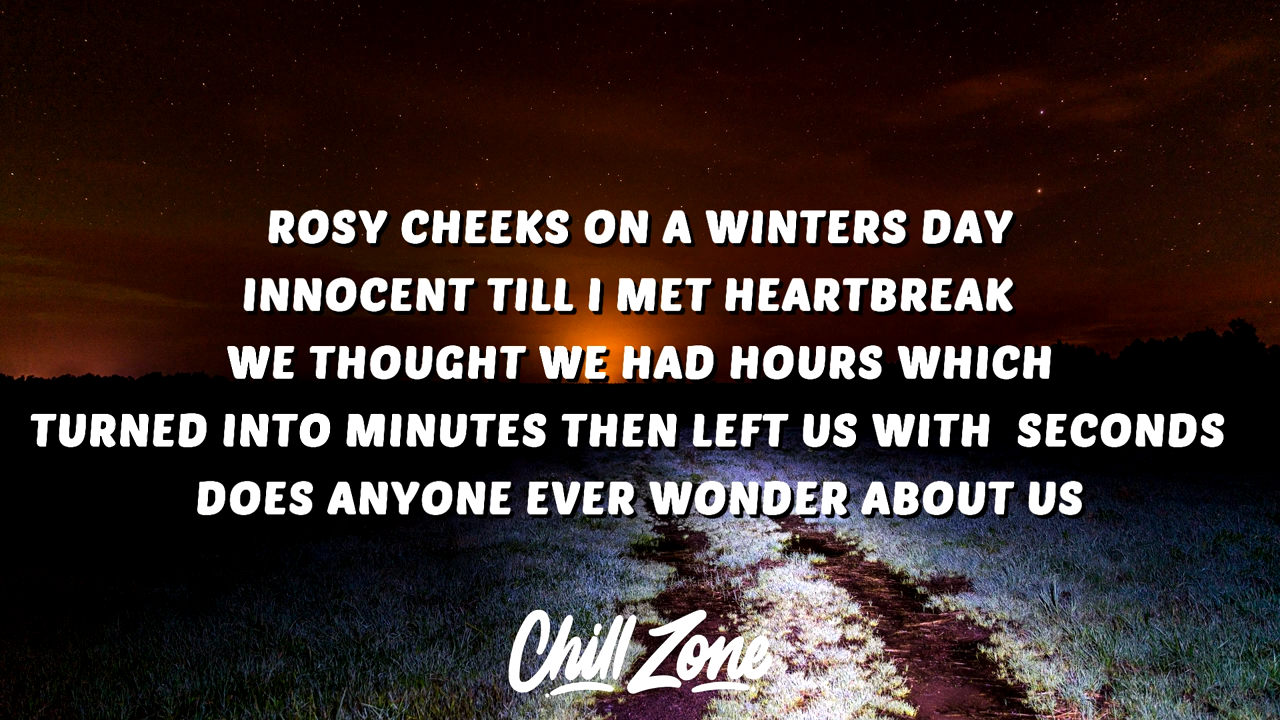 ROSY CHEEKS ON A WINTERS DAY
INNOCENT TILL I MET HEARTBREAK
WE THOUGHT WE HAD HOURS WHICH
TURNED INTO MINUTES THEN LEFT US WITH  SECONDS
DOES ANYONE EVER WONDER ABOUT US
Chill Zone